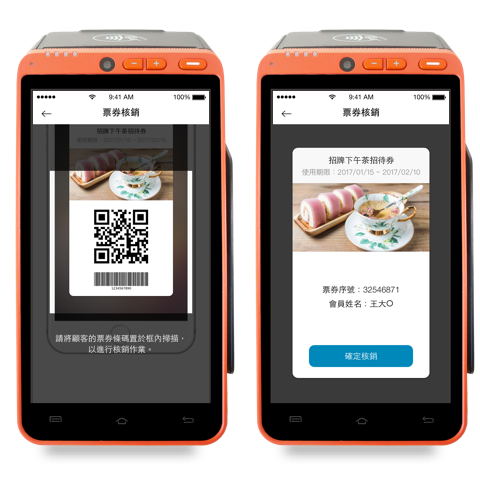 9:41 AM
100%
票券核銷
招牌下午茶招待券
使用期限：2017/01/15 ~ 2017/02/10
1234567890
請將顧客的票券條碼置於框內掃描，
以進行核銷作業。
9:41 AM
100%
票券核銷
招牌下午茶招待券
使用期限：2017/01/15 ~ 2017/02/10
票券序號：32546871
會員姓名：王大〇
確定核銷